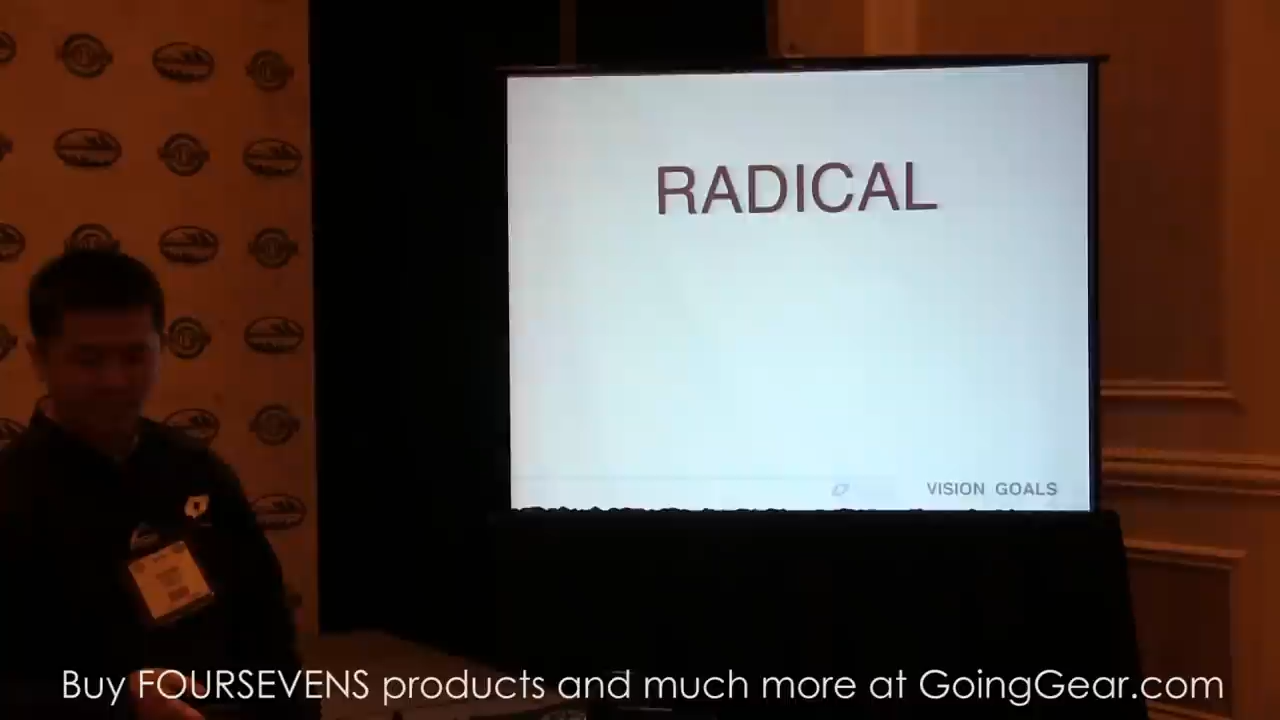 RADICAL
VISION GOALS
Buy FOURSEVENS products and much more at GoingGear.com